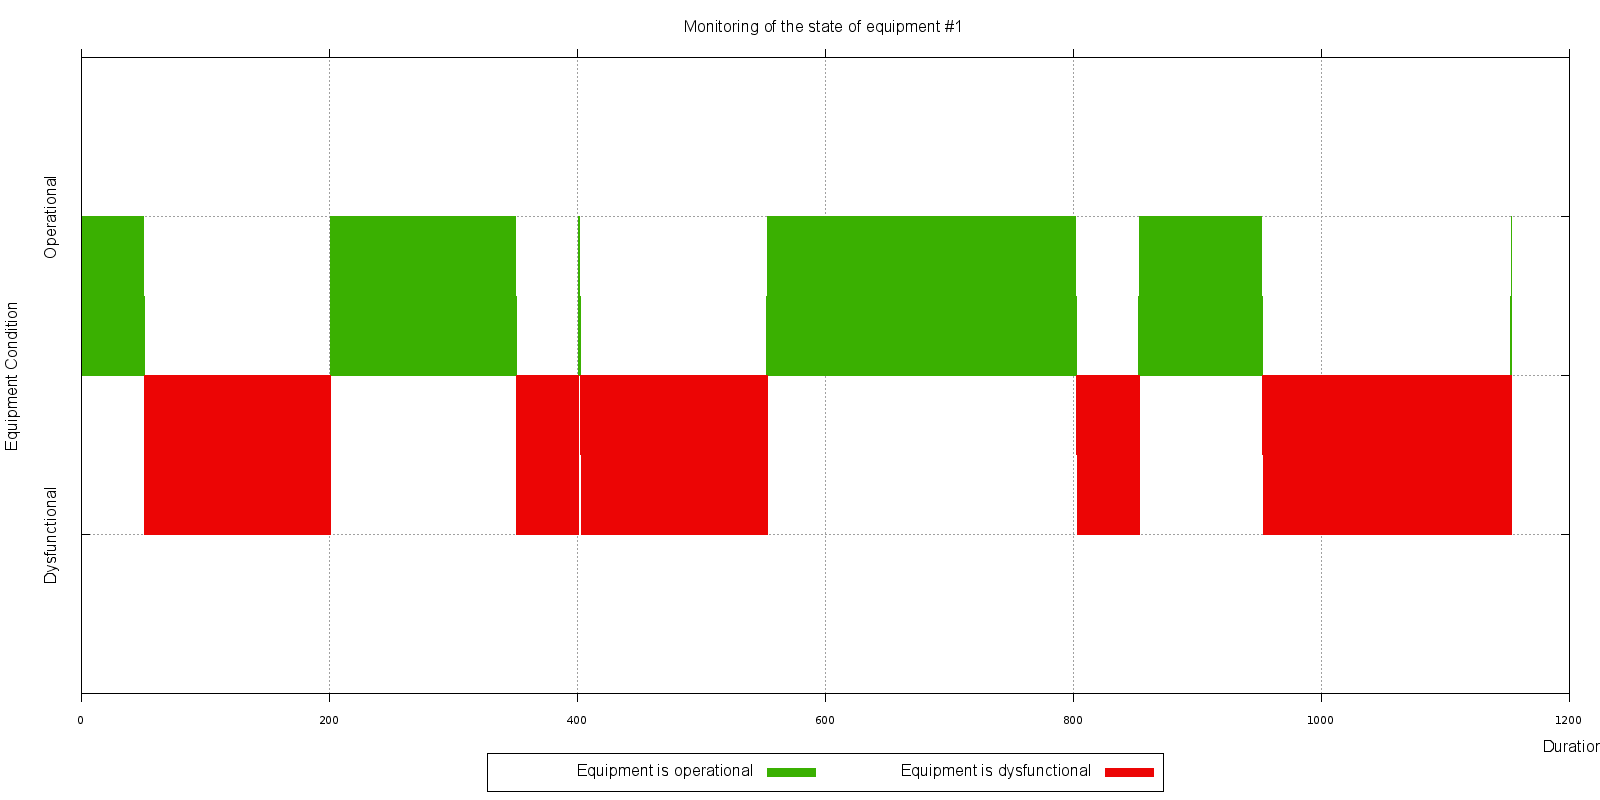 Monitoring of the state of equipment #1
Operational
Equipment Condition
Dysfunctional
0 200 400 600 800 1000 1200
Duratior
Equipment is operational Equipment is dysfunctional